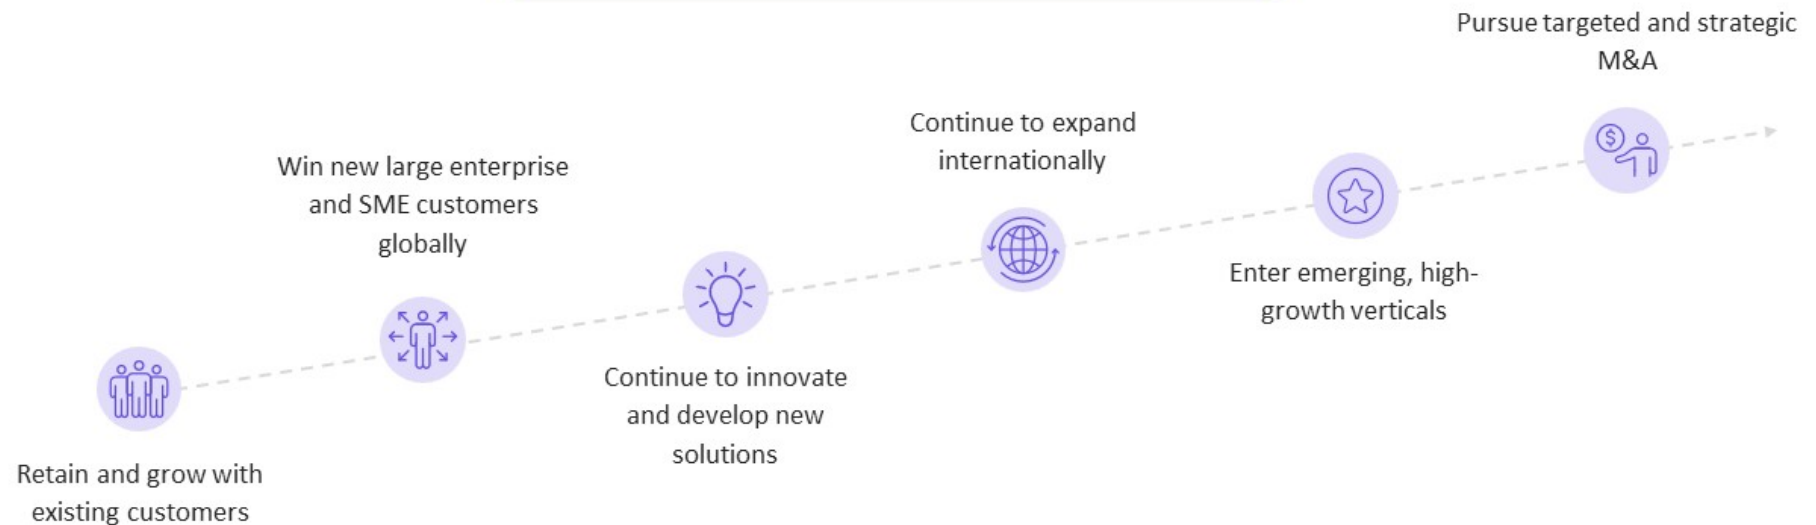 Retain and grow with
existing customers
Win new large enterprise
and SME customers
globally
Continue to innovate
and develop new
solutions
Continue to expand
internationally
Enter emerging, high-
growth verticals
Pursue targeted and strategic
M&A
$